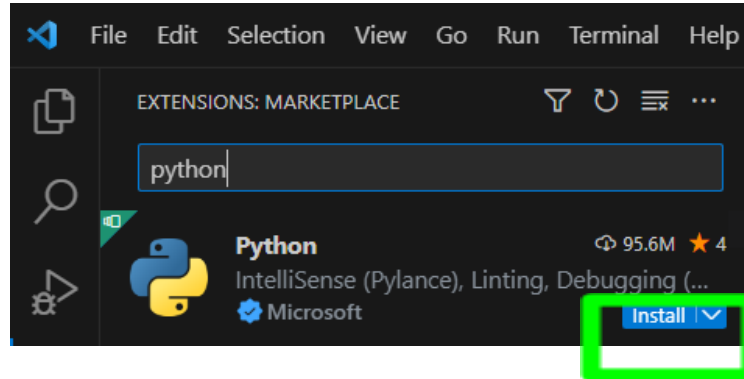 File Edit Selection View Go Run Terminal Help
EXTENSIONS: MARKETPLACE
python
Python 95.6M ★ 4
IntelliSense (Pylance), Linting, Debugging (...
Microsoft
Install